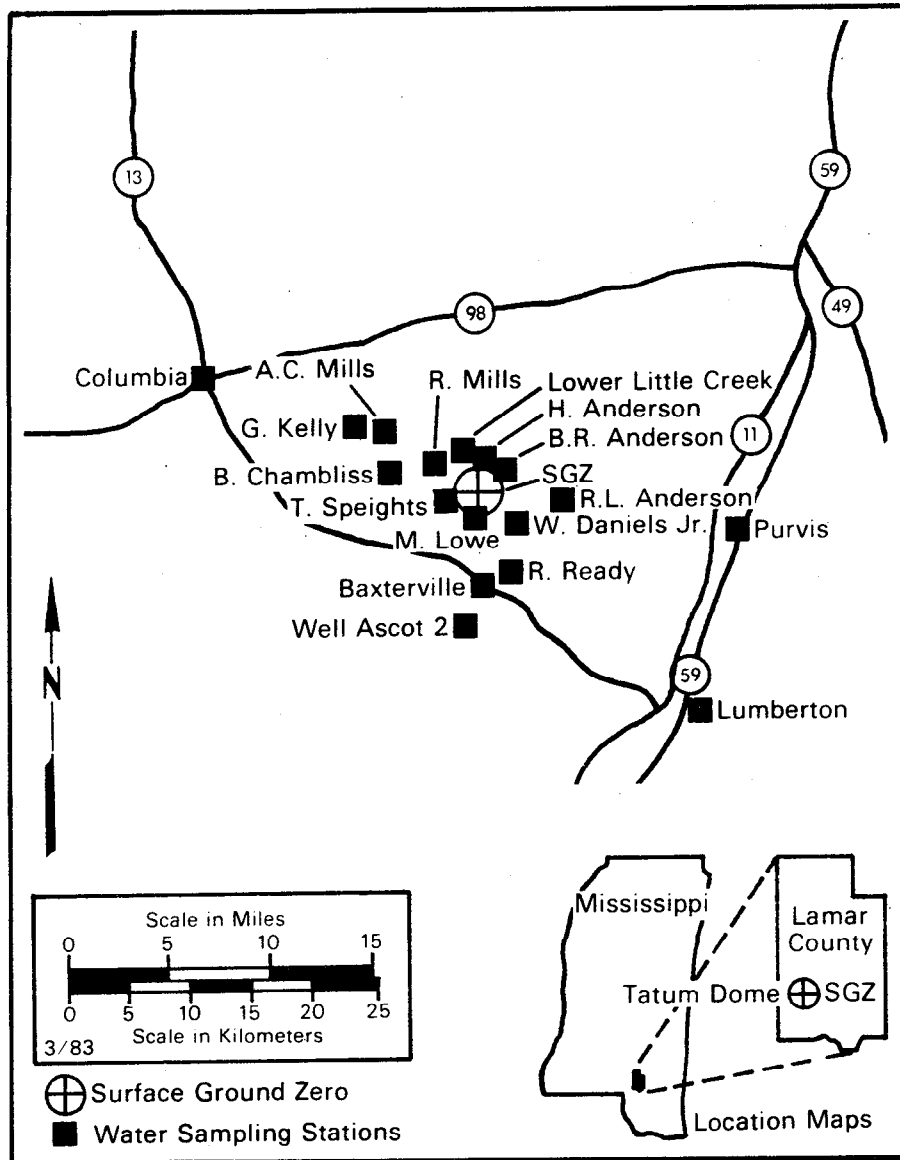 13
59
49
98
Columbia
A.C. Mills
R. Mills
Lower Little Creek
H. Anderson
G. Kelly
B.R. Anderson
11
B. Chambliss
SGZ
T. Speights
R.L. Anderson
M. Lowe
W. Daniels Jr.
Purvis
R. Ready
Baxterville
Well Ascot 2
N
59
Lumberton
Scale in Miles
0 5 10 15
0 5 10 15 20 25
Scale in Kilometers
3/83
Surface Ground Zero
Water Sampling Stations
Mississippi
Lamar
County
Tatum Dome SGZ
Location Maps